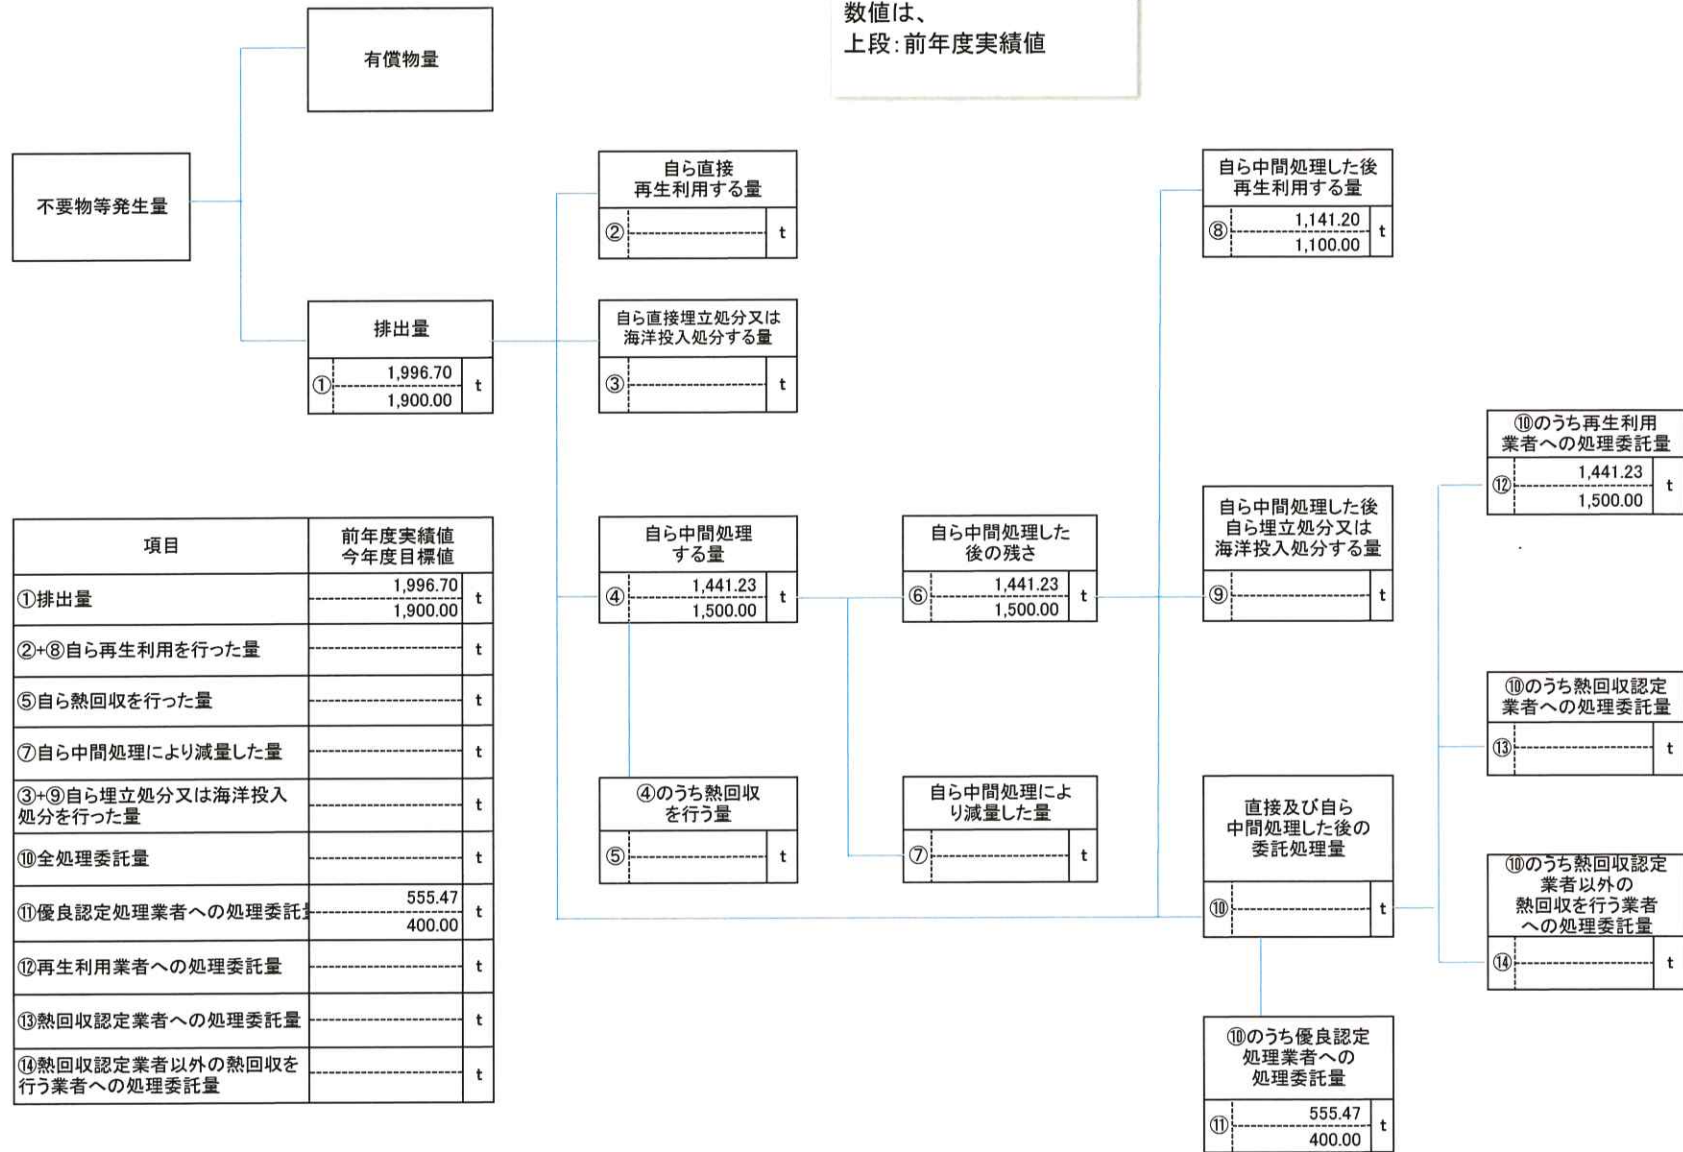 数値は、
上段:前年度実績値
有償物量
不要物等発生量
排出量
① 1,996.70 t
1,900.00
自ら直接
再生利用する量
② t
自ら直接埋立処分又は
海洋投入処分する量
③ t
自ら中間処理
する量
④ 1,441.23 t
1,500.00
④のうち熱回収
を行う量
⑤ t
自ら中間処理した
後の残さ
⑥ 1,441.23 t
1,500.00
自ら中間処理によ
り減量した量
⑦ t
自ら中間処理した後
再生利用する量
⑧ 1,141.20 t
1,100.00
自ら中間処理した後
自ら埋立処分又は
海洋投入処分する量
⑨ t
直接及び自ら
中間処理した後の
委託処理量
⑩ t
⑩のうち優良認定
処理業者への
処理委託量
⑪ 555.47 t
400.00
⑩のうち再生利用
業者への処理委託量
⑫ 1,441.23 t
1,500.00
⑩のうち熱回収認定
業者への処理委託量
⑬ t
⑩のうち熱回収認定
業者以外の
熱回収を行う業者
への処理委託量
⑭ t
項目 前年度実績値
今年度目標値
①排出量 1,996.70 t
1,900.00
②+⑧自ら再生利用を行った量 t
⑤自ら熱回収を行った量 t
⑦自ら中間処理により減量した量 t
③+⑨自ら埋立処分又は海洋投入
処分を行った量 t
⑩全処理委託量 t
⑪優良認定処理業者への処理委託 555.47 t
400.00
⑫再生利用業者への処理委託量 t
⑬熱回収認定業者への処理委託量 t
⑭熱回収認定業者以外の熱回収を
行う業者への処理委託量 t